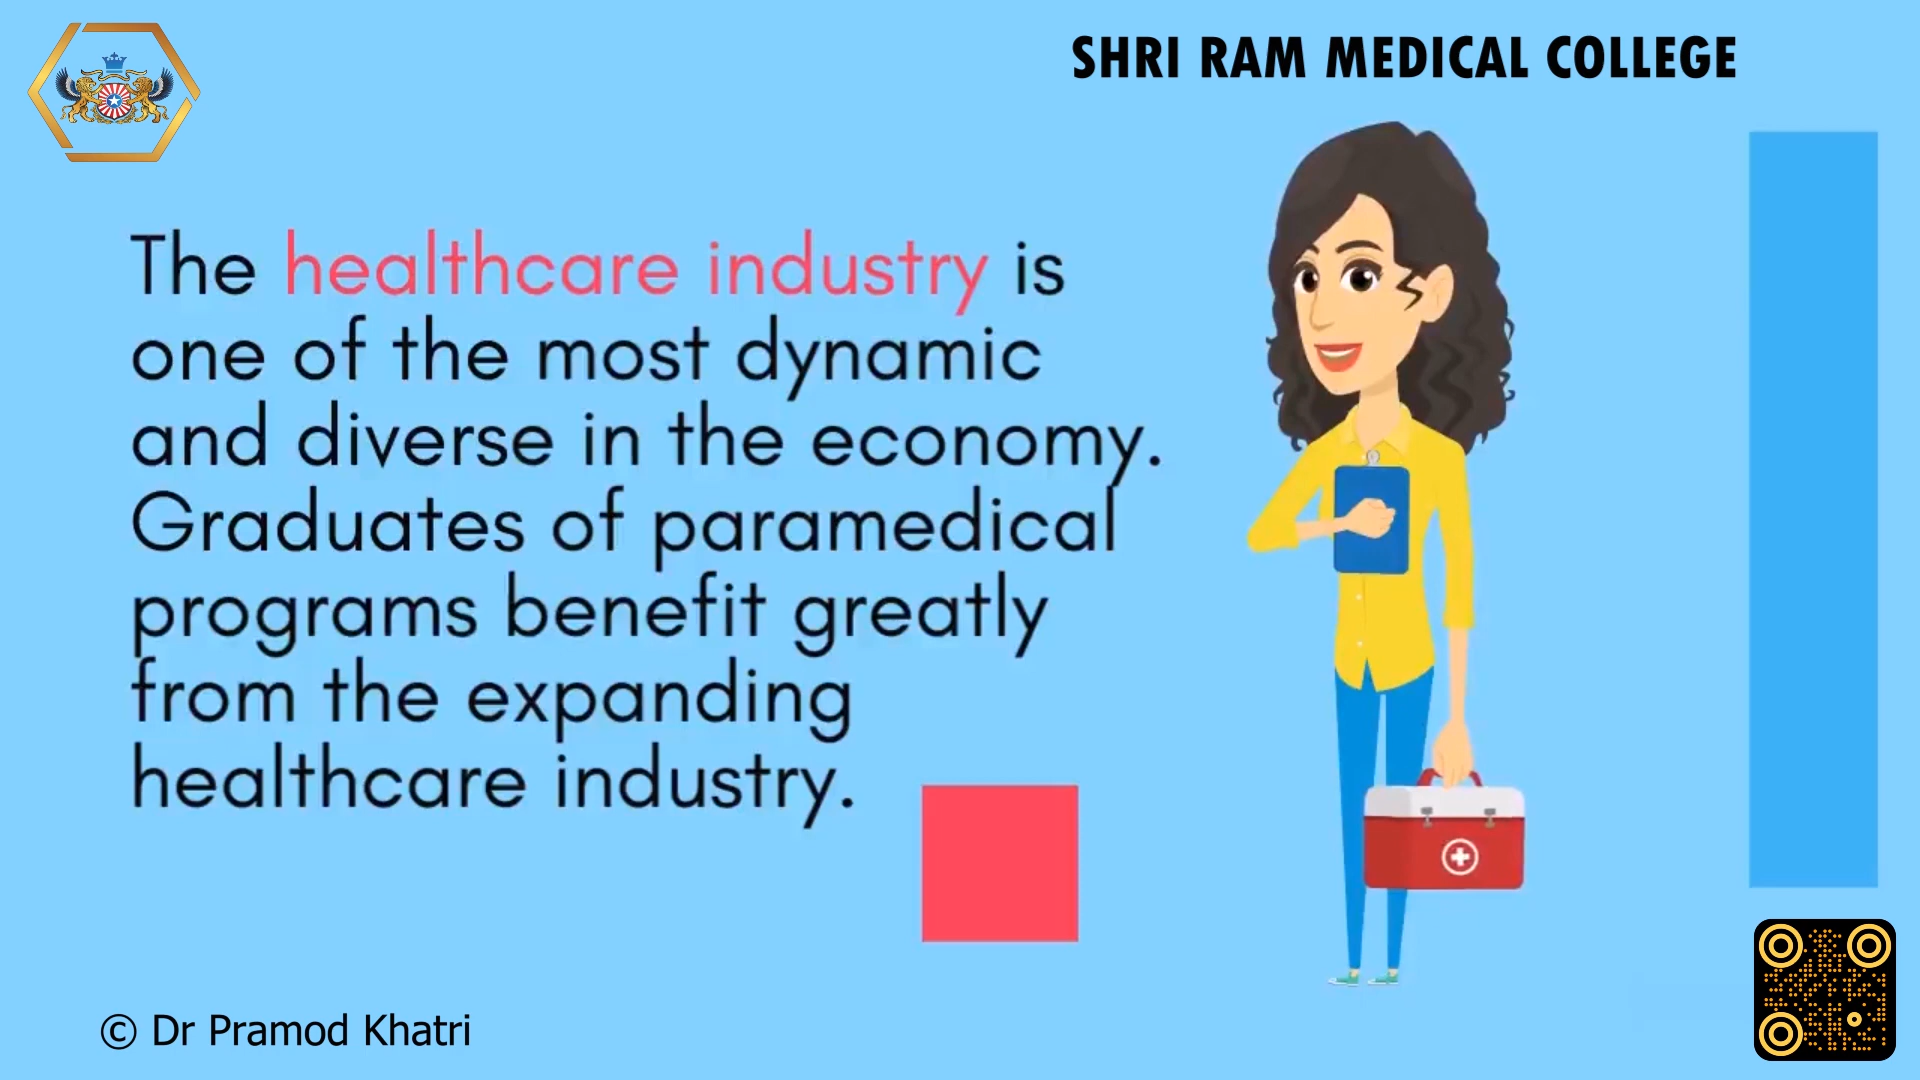 SHRI RAM MEDICAL COLLEGE
The healthcare industry is
one of the most dynamic
and diverse in the economy.
Graduates of paramedical
programs benefit greatly
from the expanding
healthcare industry.
© Dr Pramod Khatri